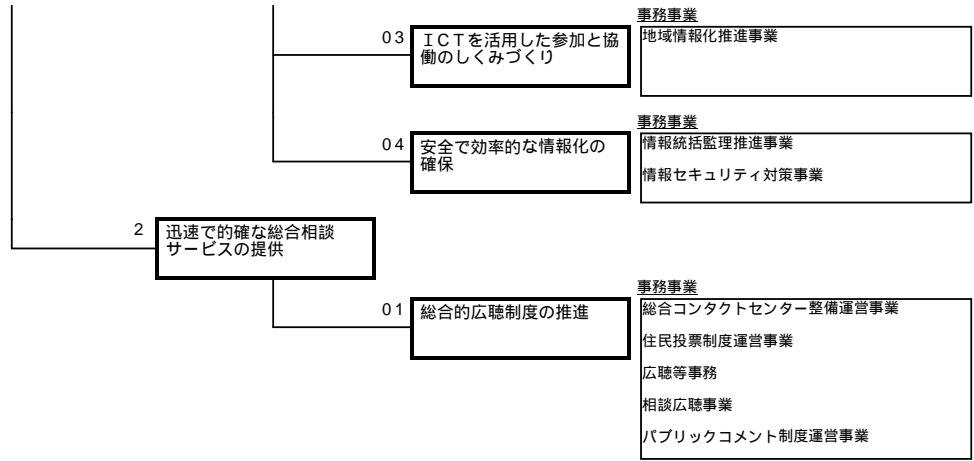 事務事業
03
ICTを活用した参加と協
働のしくみづくり
地域情報化推進事業
事務事業
04
安全で効率的な情報化の
確保
情報統括監理推進事業
情報セキュリティ対策事業
2
迅速で的確な総合相談
サービスの提供
事務事業
01
総合的広聴制度の推進
総合コンタクトセンター整備運営事業
住民投票制度運営事業
広聴等事務
相談広聴事業
パブリックコメント制度運営事業